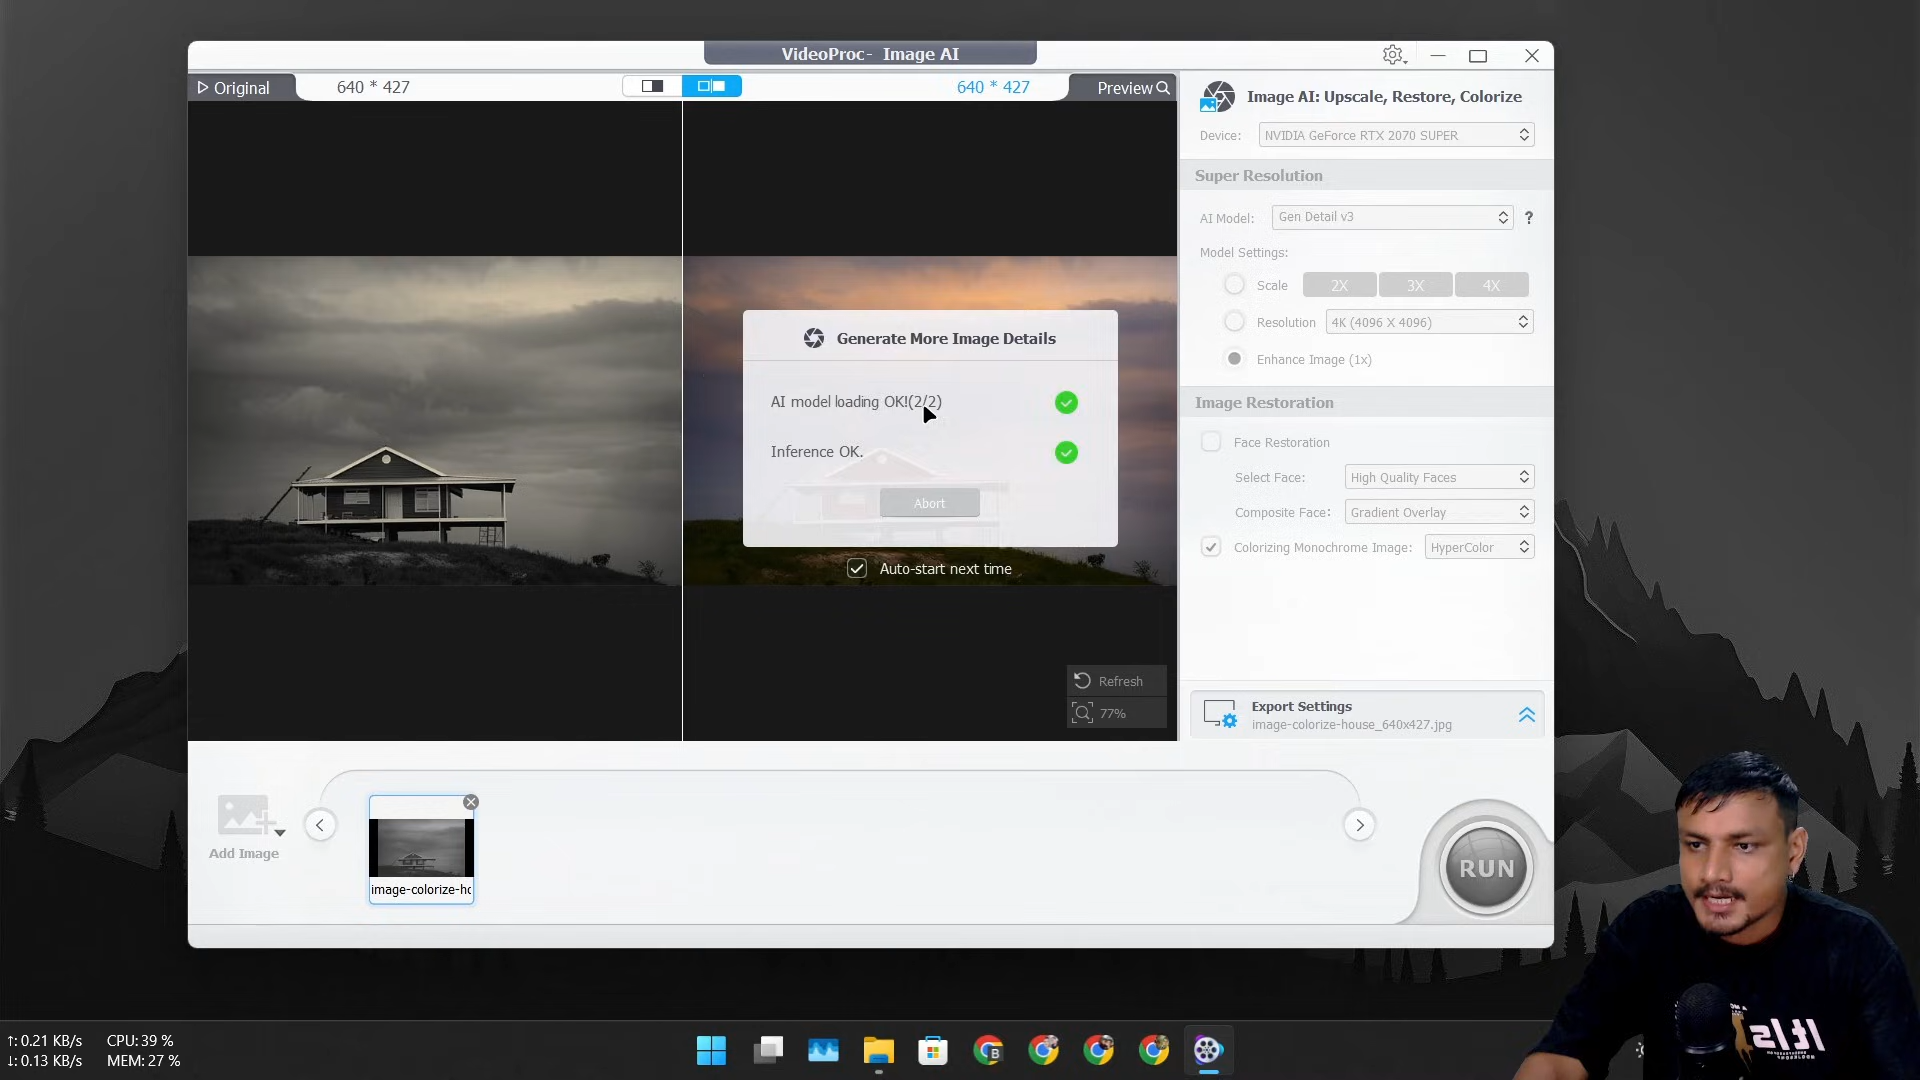 VideoProc- Image AI
Original
640 * 427
640 * 427
Preview
Image AI: Upscale, Restore, Colorize
Device:
NVIDIA GeForce RTX 2070 SUPER
Super Resolution
AI Model:
Gen Detail v3
?
Model Settings:
Scale
2X
3X
4X
Resolution
4K (4096 X 4096)
Enhance Image (1x)
Generate More Image Details
AI model loading OK!(2/2)
Inference OK.
Abort
Auto-start next time
Image Restoration
Face Restoration
Select Face:
High Quality Faces
Composite Face:
Gradient Overlay
Colorizing Monochrome Image:
HyperColor
Refresh
77%
Export Settings
image-colorize-house_640x427.jpg
Add Image
image-colorize-ho
RUN
↑: 0.21 KB/s
CPU: 39 %
↓: 0.13 KB/s
MEM: 27 %
B